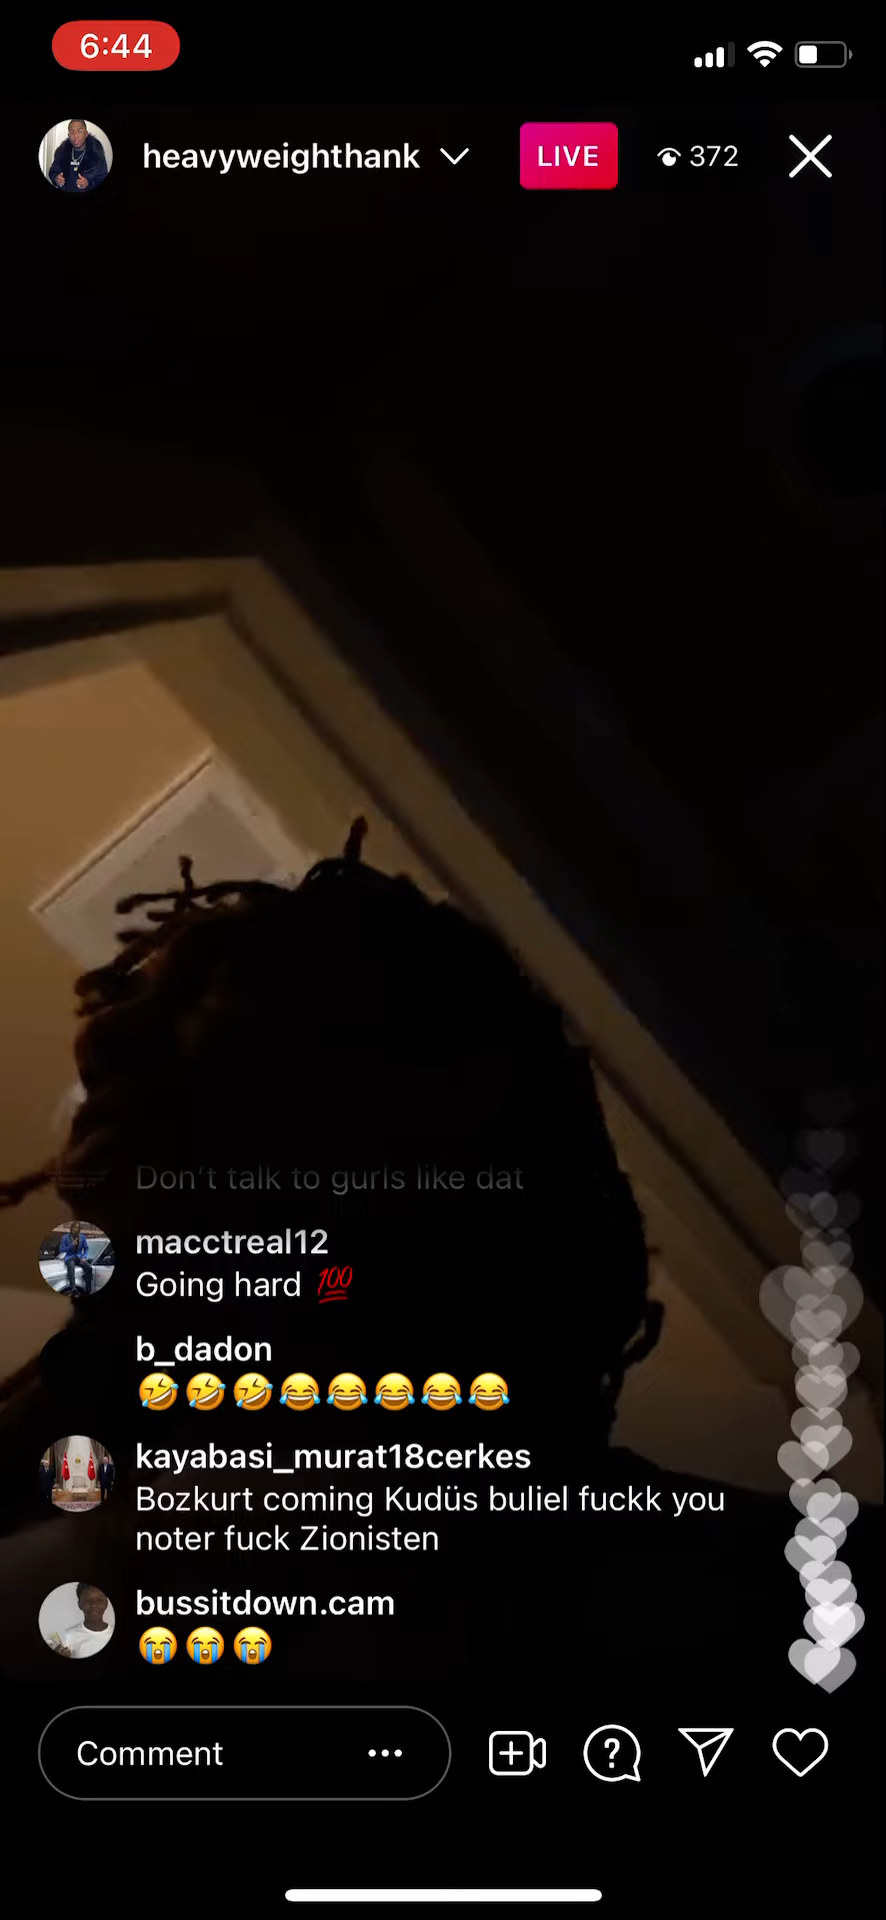 6:44
heavyweighthank
LIVE
372
Don't talk to gurls like dat
macctreal12
Going hard 💯
b_dadon
🤣🤣🤣😂😂😂😂😂
kayabasi_murat18cerkes
Bozkurt coming Kudüs buliel fuckk you
noter fuck Zionisten
bussitdown.cam
😭😭😭
Comment